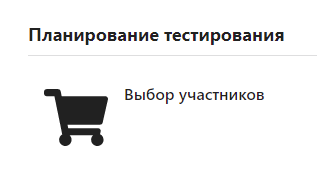 Планирование тестирования
Выбор участников